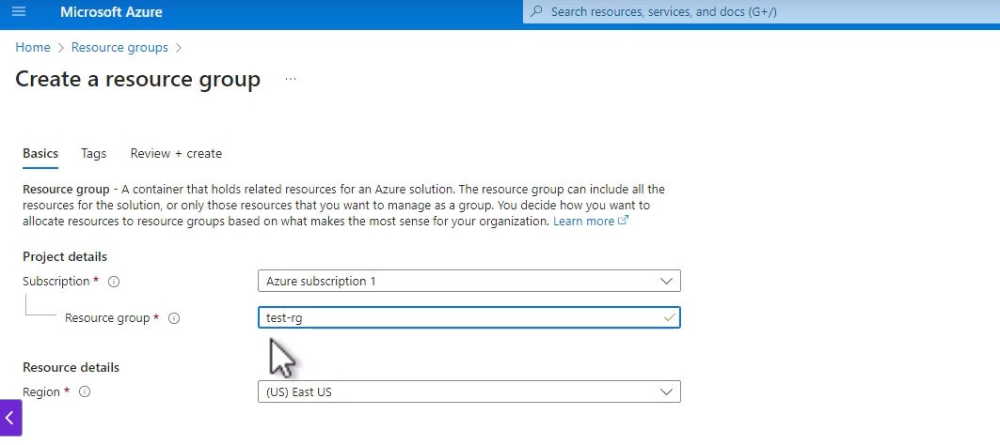 Microsoft Azure
Search resources, services, and docs (G+/)
Home > Resource groups >
Create a resource group ...
Basics Tags Review + create
Resource group - A container that holds related resources for an Azure solution. The resource group can include all the
resources for the solution, or only those resources that you want to manage as a group. You decide how you want to
allocate resources to resource groups based on what makes the most sense for your organization. Learn more
Project details
Subscription * Azure subscription 1
Resource group * test-rg
Resource details
Region * (US) East US